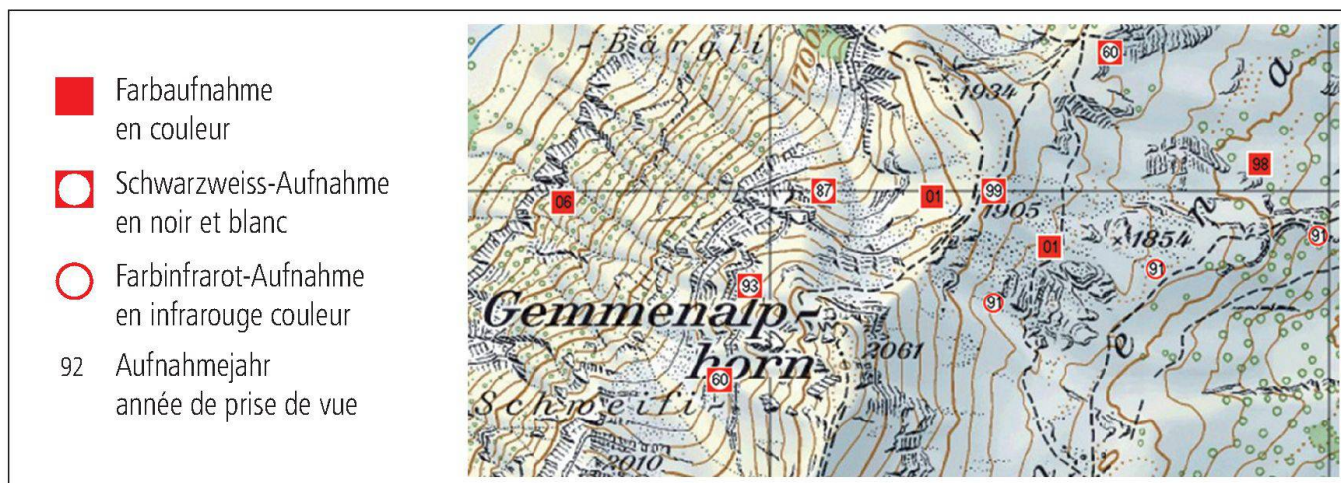 Farbaufnahme
en couleur
Schwarzweiss-Aufnahme
en noir et blanc
Farbinfrarot-Aufnahme
en infrarouge couleur
92 Aufnahmejahr
année de prise de vue
Bärgli
1700
1934
60
a
98
06
87
01
99
1905
n
01
1854
91
91
93
91
e
Gemmenalp-
horn
2061
60
Schweifi
2010